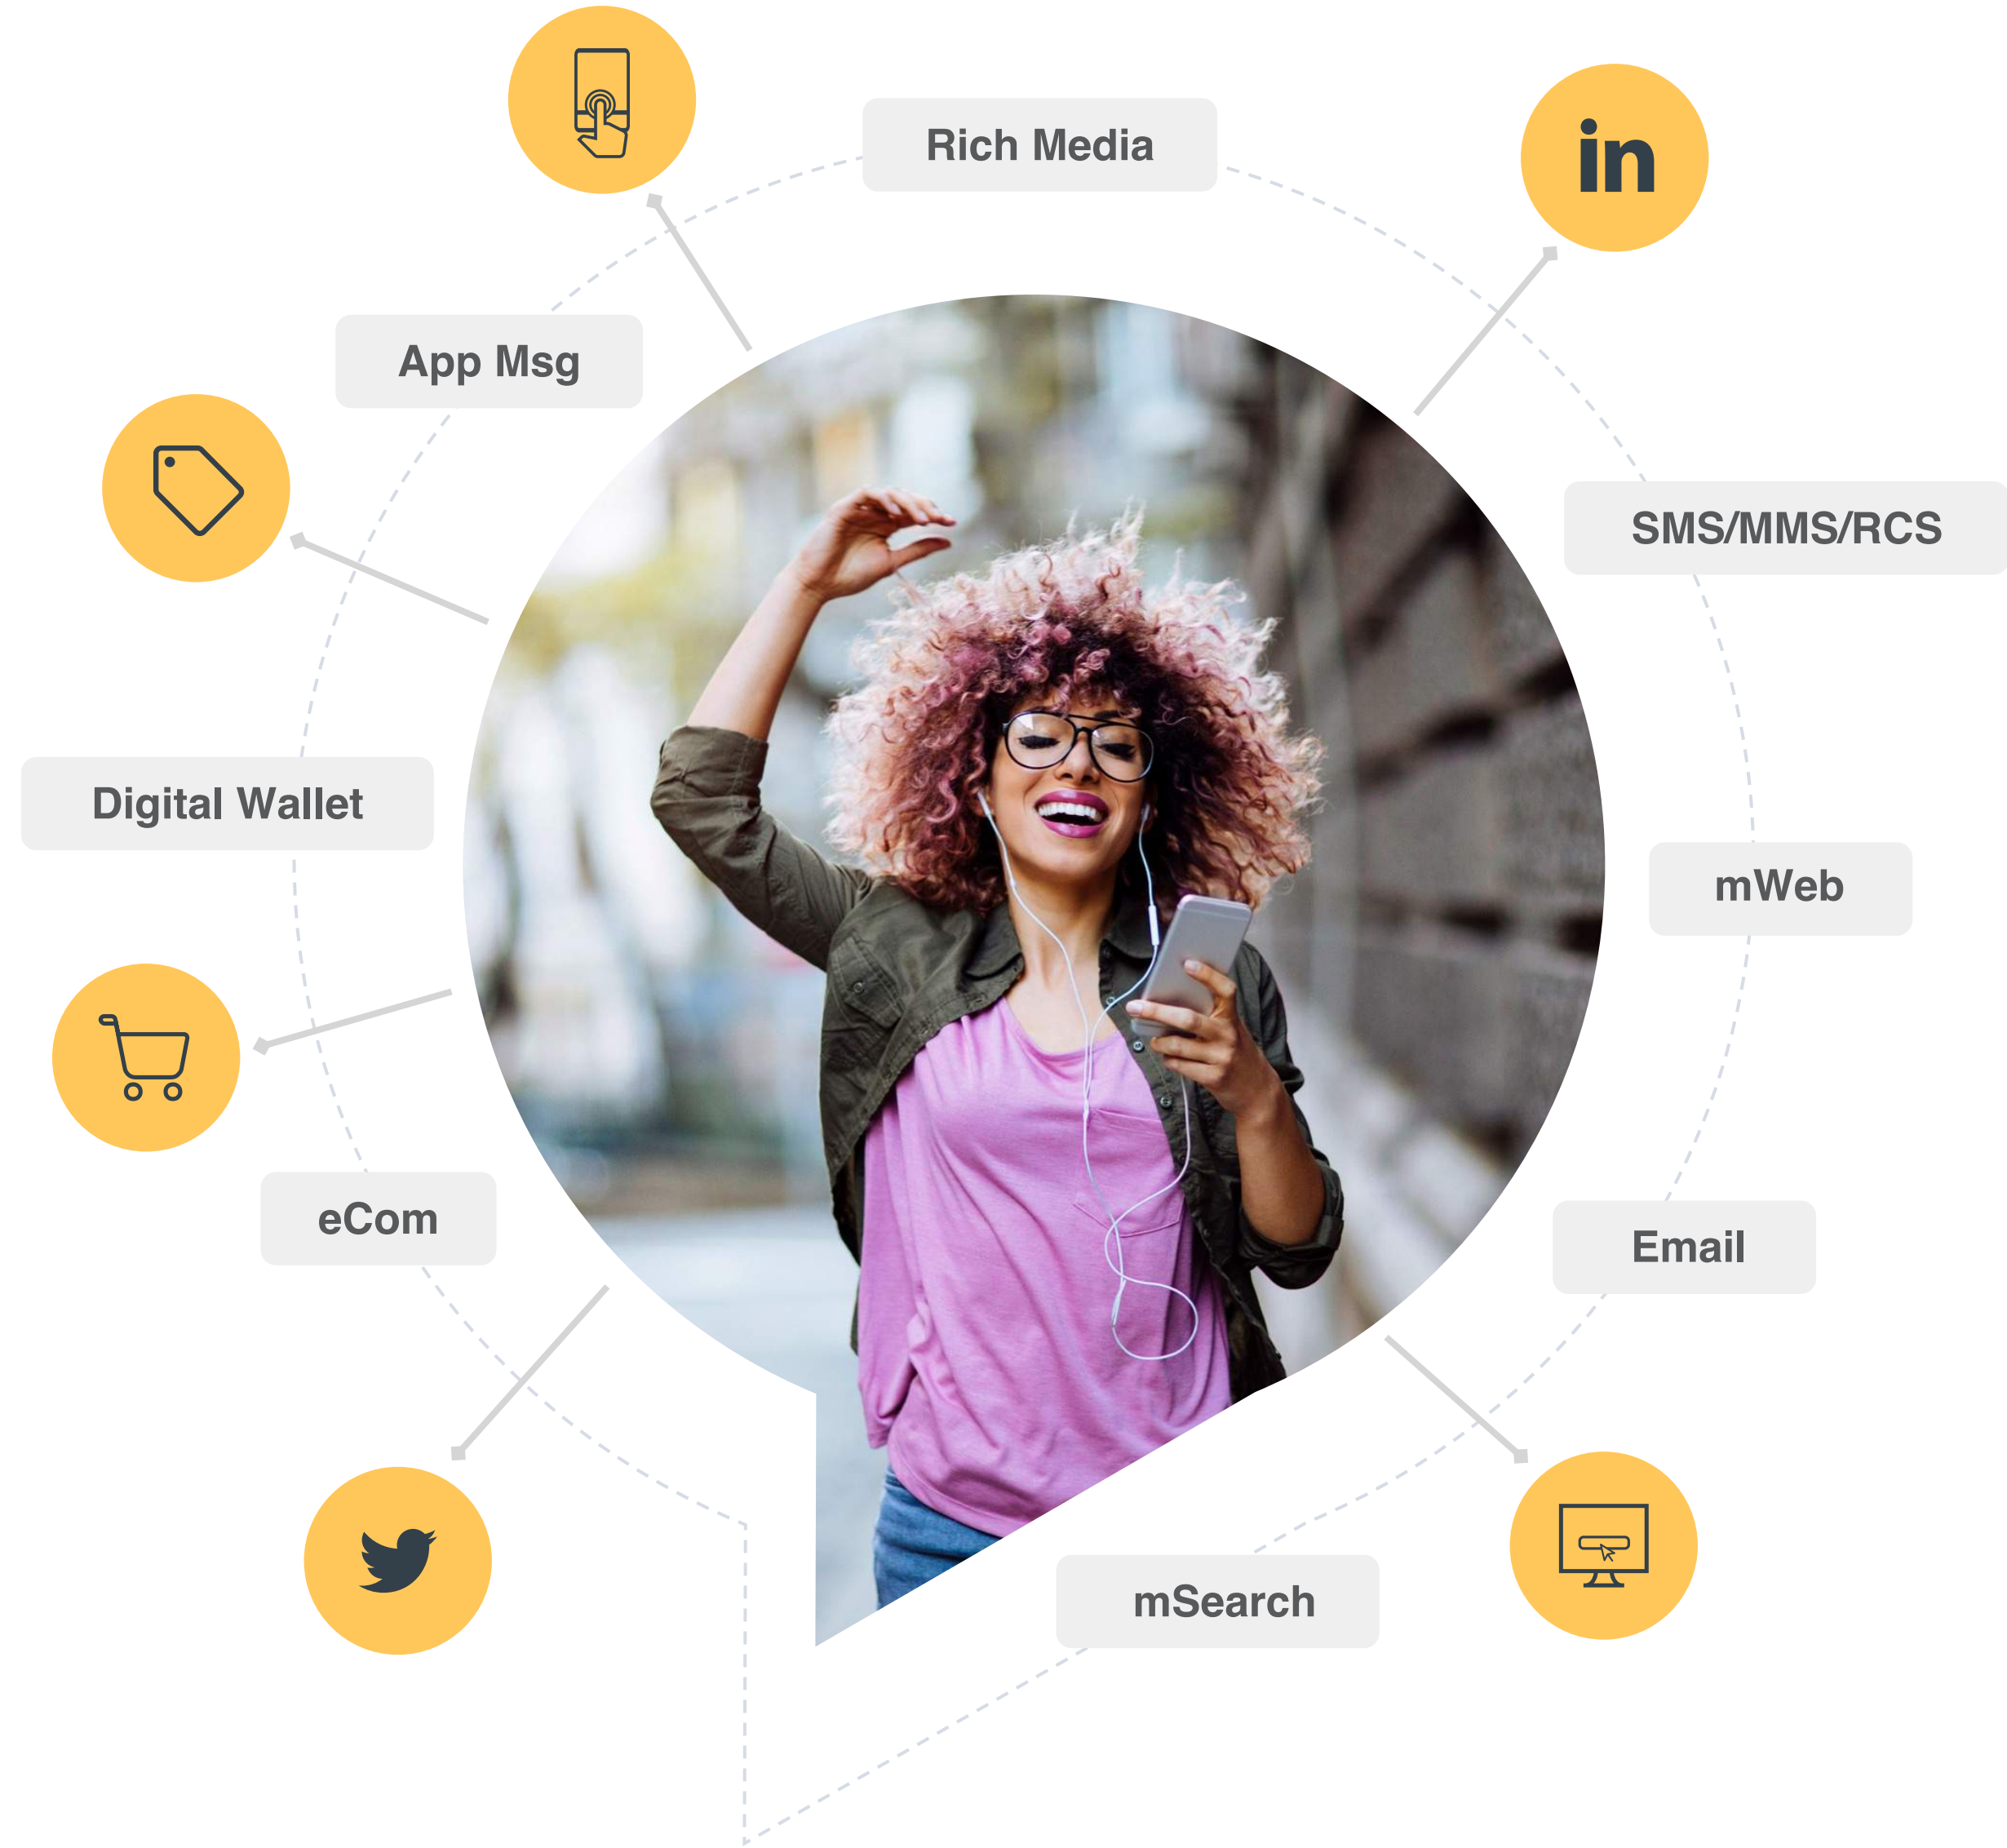 Rich Media
in
App Msg
SMS/MMS/RCS
Digital Wallet
mWeb
eCom
Email
mSearch